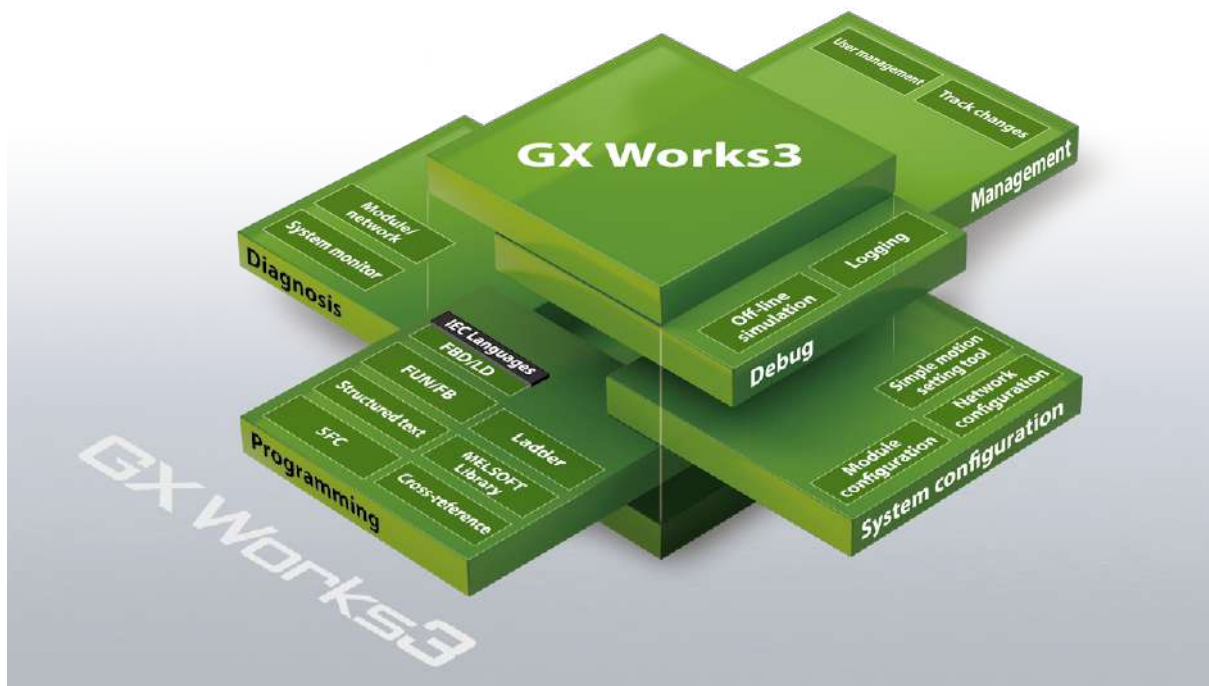 User management
Track changes
Management
GX Works3
Module/
network
System monitor
Diagnosis
Logging
Off-line
simulation
Debug
IEC Languages
FBD/LD
FUN/FB
Structured text
SFC
Ladder
MELSOFT
Library
Cross-reference
Programming
Simple motion
setting tool
Network
configuration
Module
configuration
System configuration
GX Works3